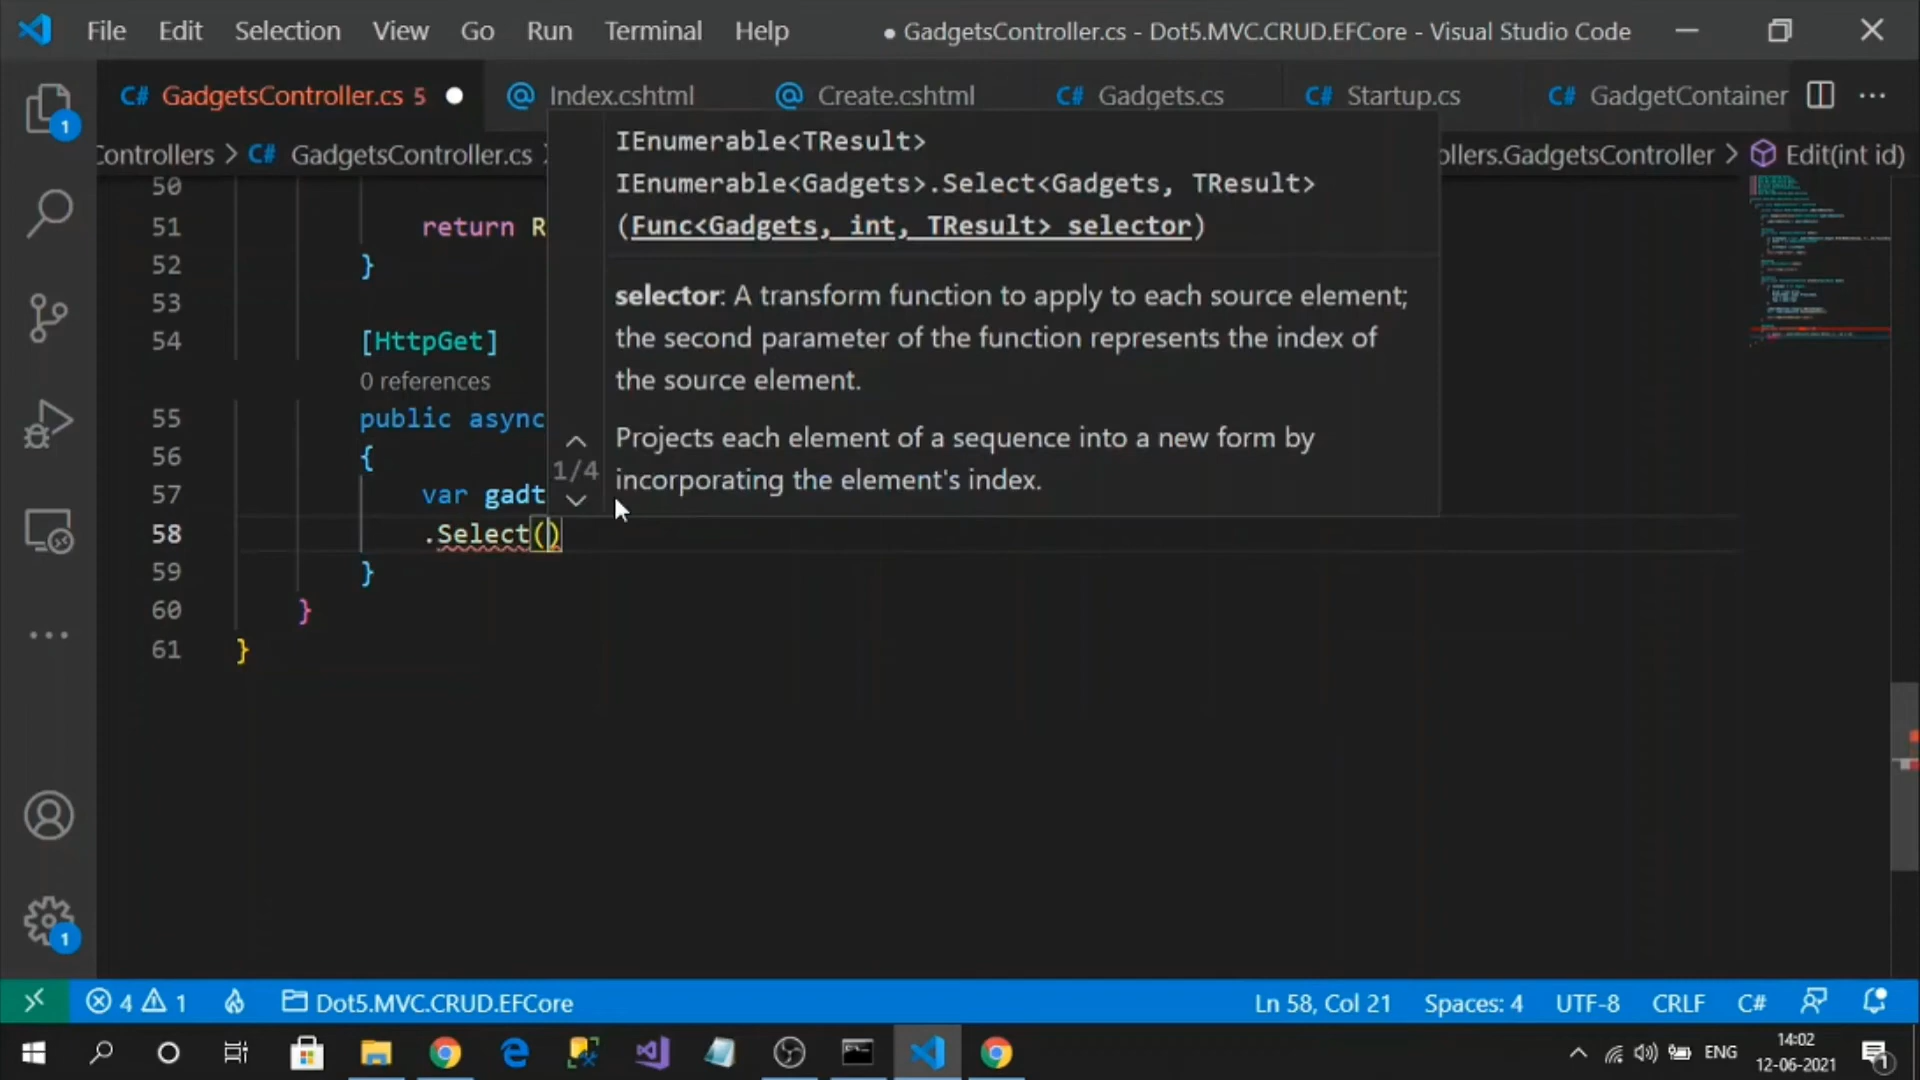 File Edit Selection View Go Run Terminal Help ● GadgetsController.cs - Dot5.MVC.CRUD.EFCore - Visual Studio Code
C# GadgetsController.cs 5 Index.cshtml Create.cshtml C# Gadgets.cs C# Startup.cs C# GadgetContainer
ontrollers > C# GadgetsController.cs ollers.GadgetsController > Edit(int id)
IEnumerable<TResult>
IEnumerable<Gadgets>.Select<Gadgets, TResult>
(Func<Gadgets, int, TResult> selector)
selector: A transform function to apply to each source element;
the second parameter of the function represents the index of
the source element.
Projects each element of a sequence into a new form by
incorporating the element's index.
1/4
50
51 return R
52 }
53
54 [HttpGet]
0 references
55 public async
56 {
57 var gadt
58 .Select()
59 }
60 }
61 }
1
1
4 1 Dot5.MVC.CRUD.EFCore Ln 58, Col 21 Spaces: 4 UTF-8 CRLF C#
ENG 14:02
12-06-2021
1